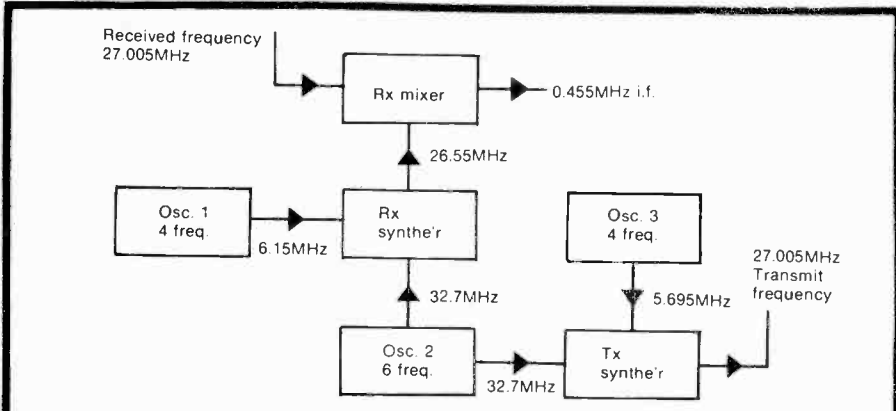 Received frequency
27.005MHz
Rx mixer
0.455MHz i.f.
26.55MHz
Osc. 1
4 freq.
6.15MHz
Rx
synthe'r
Osc. 3
4 freq.
27.005MHz
Transmit
frequency
32.7MHz
5.695MHz
Osc. 2
6 freq.
32.7MHz
Tx
synthe'r